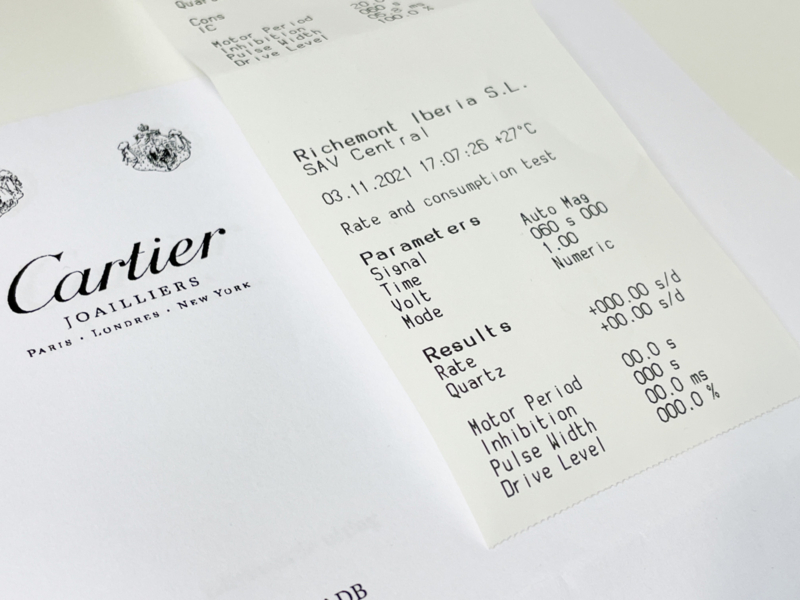 Cons
IC
Motor Period
Inhibition
Pulse Width
Drive Level 100.0 %
Richemont Iberia S.L.
SAV Central
03.11.2021 17:07:26 +27°C
Rate and consumption test
Parameters
Signal Auto Mag
Time 060 s 000
Volt 1.00
Mode Numeric
Results
Rate +000.00 s/d
Quartz +00.00 s/d
Motor Period 00.0 s
Inhibition 000 s
Pulse Width 00.0 ms
Drive Level 000.0 %
Cartier
JOAILLIERS
PARIS · LONDRES · NEW YORK